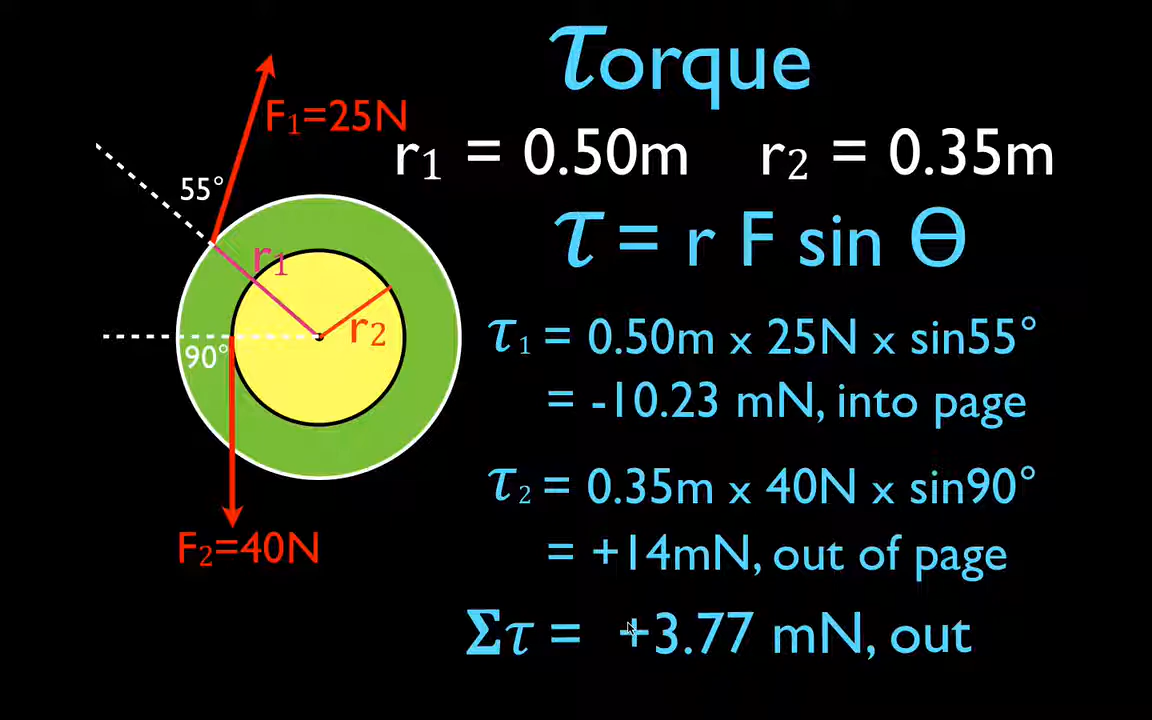 τorque
F₁=25N
r₁ = 0.50m r₂ = 0.35m
55°
τ = r F sin Θ
r₁
r₂
90°
τ₁ = 0.50m x 25N x sin55°
= -10.23 mN, into page
τ₂ = 0.35m x 40N x sin90°
= +14mN, out of page
F₂=40N
Στ = +3.77 mN, out